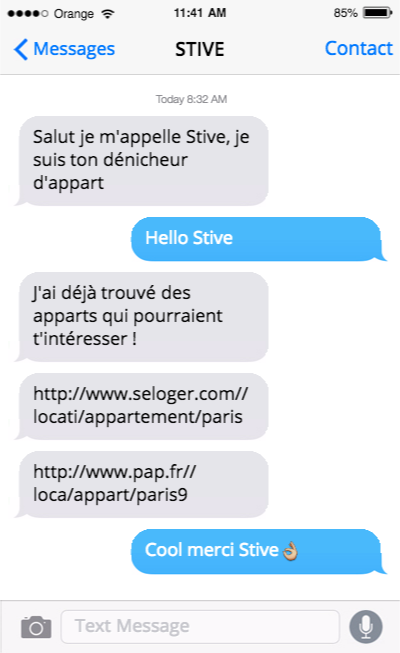 Orange 11:41 AM 85%
Messages STIVE Contact
Today 8:32 AM
Salut je m'appelle Stive, je
suis ton dénicheur
d'appart
Hello Stive
J'ai déjà trouvé des
apparts qui pourraient
t'intéresser !
http://www.seloger.com//
locati/appartement/paris
http://www.pap.fr//
loca/appart/paris9
Cool merci Stive👌🏼
Text Message